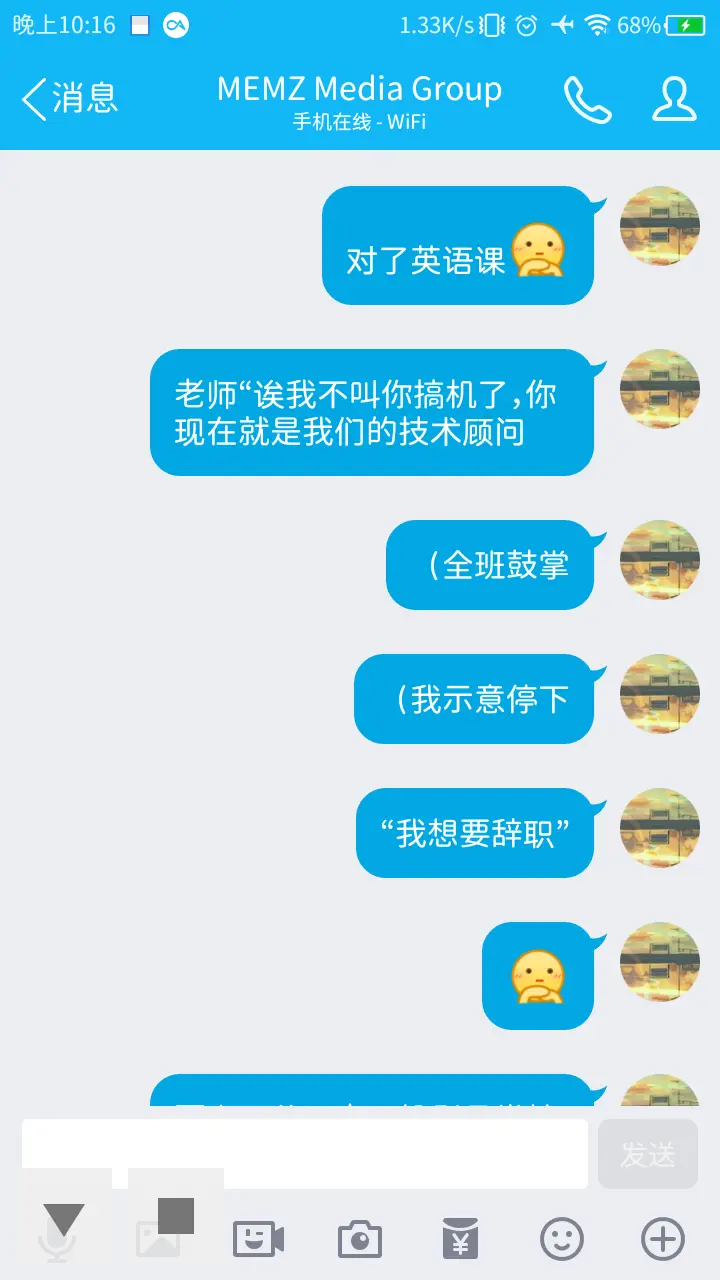 晚上10:16
1.33K/s
68%
消息
MEMZ Media Group
手机在线 - WiFi
对了英语课
老师“诶我不叫你搞机了，你
现在就是我们的技术顾问
（全班鼓掌
（我示意停下
“我想要辞职”
发送